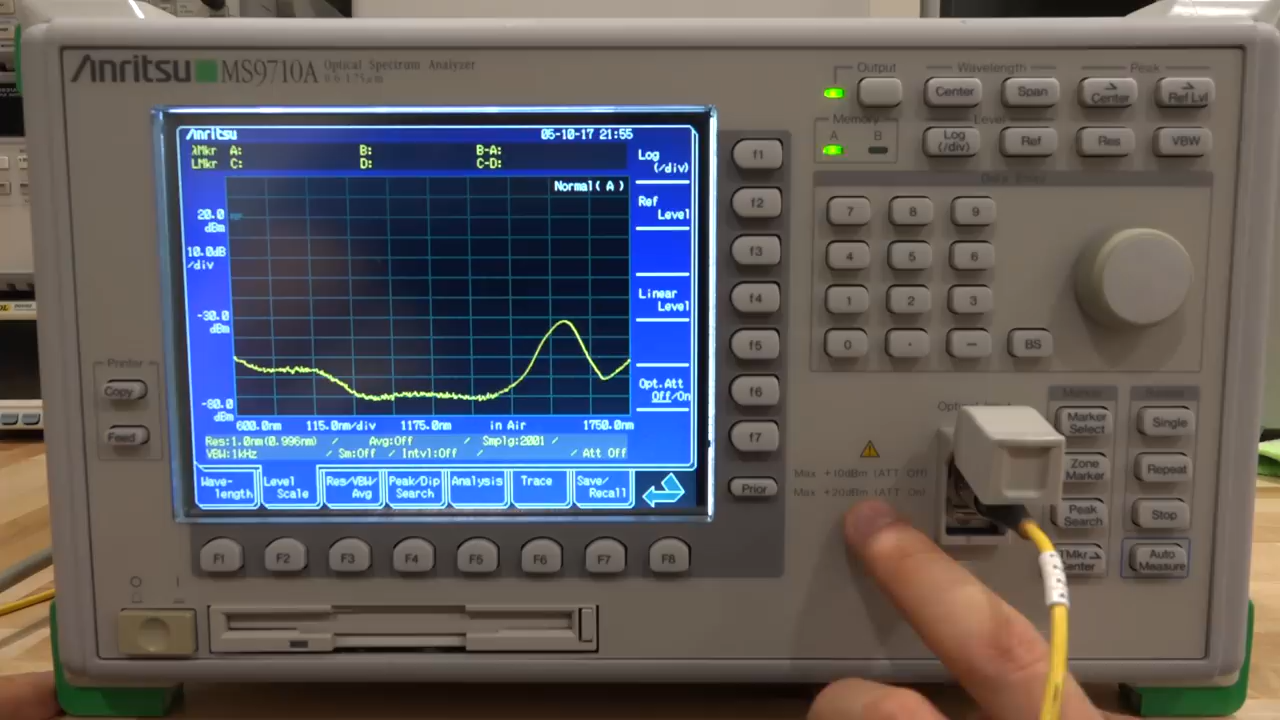 Anritsu MS9710A Optical Spectrum Analyzer
0.6-1.75µm
Anritsu 05-10-17 21:55
λMkr A: B: B-A:
LMkr C: D: C-D:
Normal(A)
20.0
dBm
10.0dB
/div
-30.0
dBm
-80.0
dBm
600.0nm 115.0nm/div 1175.0nm in Air 1750.0nm
Res:1.0nm(0.996nm) / Avg:Off / Smplg:2001 /
VBW:1kHz / Sm:Off / Intvl:Off / / Att Off
Log
(/div)
Ref
Level
Linear
Level
Opt.Att
Off/On
Wave-
length
Level
Scale
Res/VBW/
Avg
Peak/Dip
Search
Analysis
Trace
Save/
Recall
f1
f2
f3
f4
f5
f6
f7
Prior
F1 F2 F3 F4 F5 F6 F7 F8
Printer
Copy
Feed
Output
Wavelength
Center Span
Peak
Center Ref Lvl
Memory
A B
Level
Log
(/div)
Ref Res VBW
7 8 9
4 5 6
1 2 3
0 . — BS
Max +10dBm (ATT Off)
Max +20dBm (ATT On)
Marker
Select
Zone
Marker
Peak
Search
Center
Single
Repeat
Stop
Auto
Measure